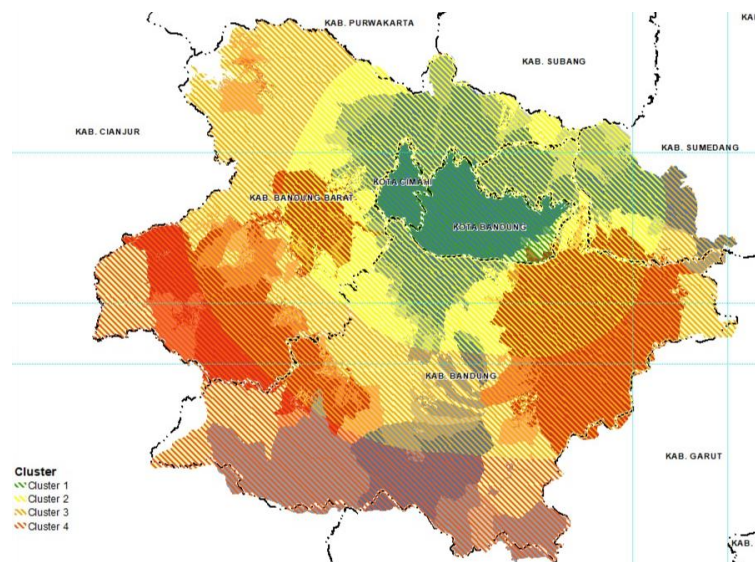 KAB. PURWAKARTA
KAB. SUBANG
KAB. CIANJUR
KAB. SUMEDANG
KOTA CIMAHI
KAB. BANDUNG BARAT
KOTA BANDUNG
KAB. BANDUNG
KAB. GARUT
Cluster
Cluster 1
Cluster 2
Cluster 3
Cluster 4
KAB.